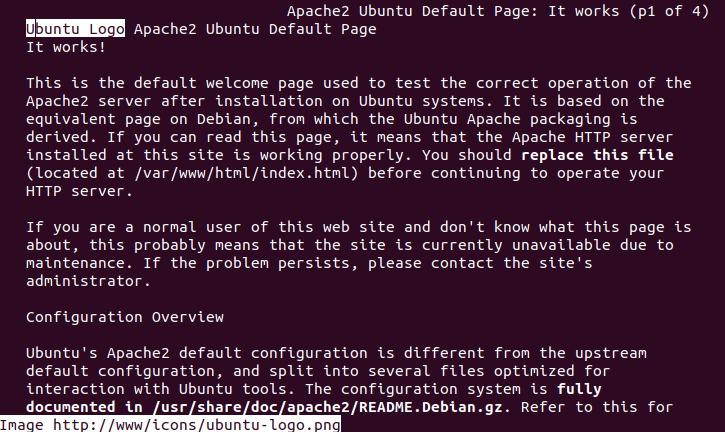 Apache2 Ubuntu Default Page: It works (p1 of 4)
Ubuntu Logo Apache2 Ubuntu Default Page
It works!
This is the default welcome page used to test the correct operation of the
Apache2 server after installation on Ubuntu systems. It is based on the
equivalent page on Debian, from which the Ubuntu Apache packaging is
derived. If you can read this page, it means that the Apache HTTP server
installed at this site is working properly. You should replace this file
(located at /var/www/html/index.html) before continuing to operate your
HTTP server.
If you are a normal user of this web site and don't know what this page is
about, this probably means that the site is currently unavailable due to
maintenance. If the problem persists, please contact the site's
administrator.
Configuration Overview
Ubuntu's Apache2 default configuration is different from the upstream
default configuration, and split into several files optimized for
interaction with Ubuntu tools. The configuration system is fully
documented in /usr/share/doc/apache2/README.Debian.gz. Refer to this for
Image http://www/icons/ubuntu-logo.png